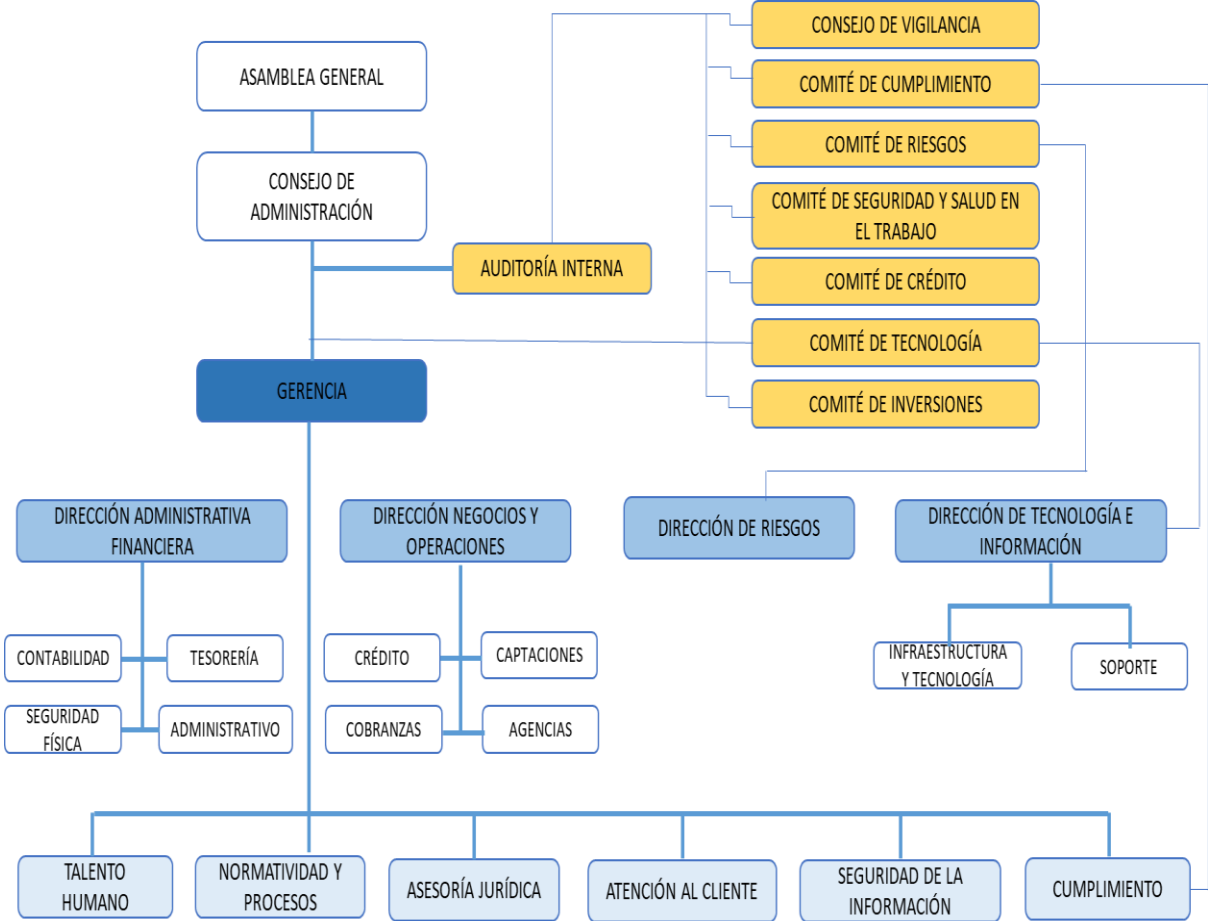 CONSEJO DE VIGILANCIA
ASAMBLEA GENERAL
COMITÉ DE CUMPLIMIENTO
COMITÉ DE RIESGOS
CONSEJO DE
ADMINISTRACIÓN
COMITÉ DE SEGURIDAD Y SALUD EN
EL TRABAJO
AUDITORÍA INTERNA
COMITÉ DE CRÉDITO
COMITÉ DE TECNOLOGÍA
GERENCIA
COMITÉ DE INVERSIONES
DIRECCIÓN ADMINISTRATIVA
FINANCIERA
DIRECCIÓN NEGOCIOS Y
OPERACIONES
DIRECCIÓN DE RIESGOS
DIRECCIÓN DE TECNOLOGÍA E
INFORMACIÓN
CONTABILIDAD
TESORERÍA
CRÉDITO
CAPTACIONES
INFRAESTRUCTURA
Y TECNOLOGÍA
SOPORTE
SEGURIDAD
FÍSICA
ADMINISTRATIVO
COBRANZAS
AGENCIAS
TALENTO
HUMANO
NORMATIVIDAD Y
PROCESOS
ASESORÍA JURÍDICA
ATENCIÓN AL CLIENTE
SEGURIDAD DE LA
INFORMACIÓN
CUMPLIMIENTO